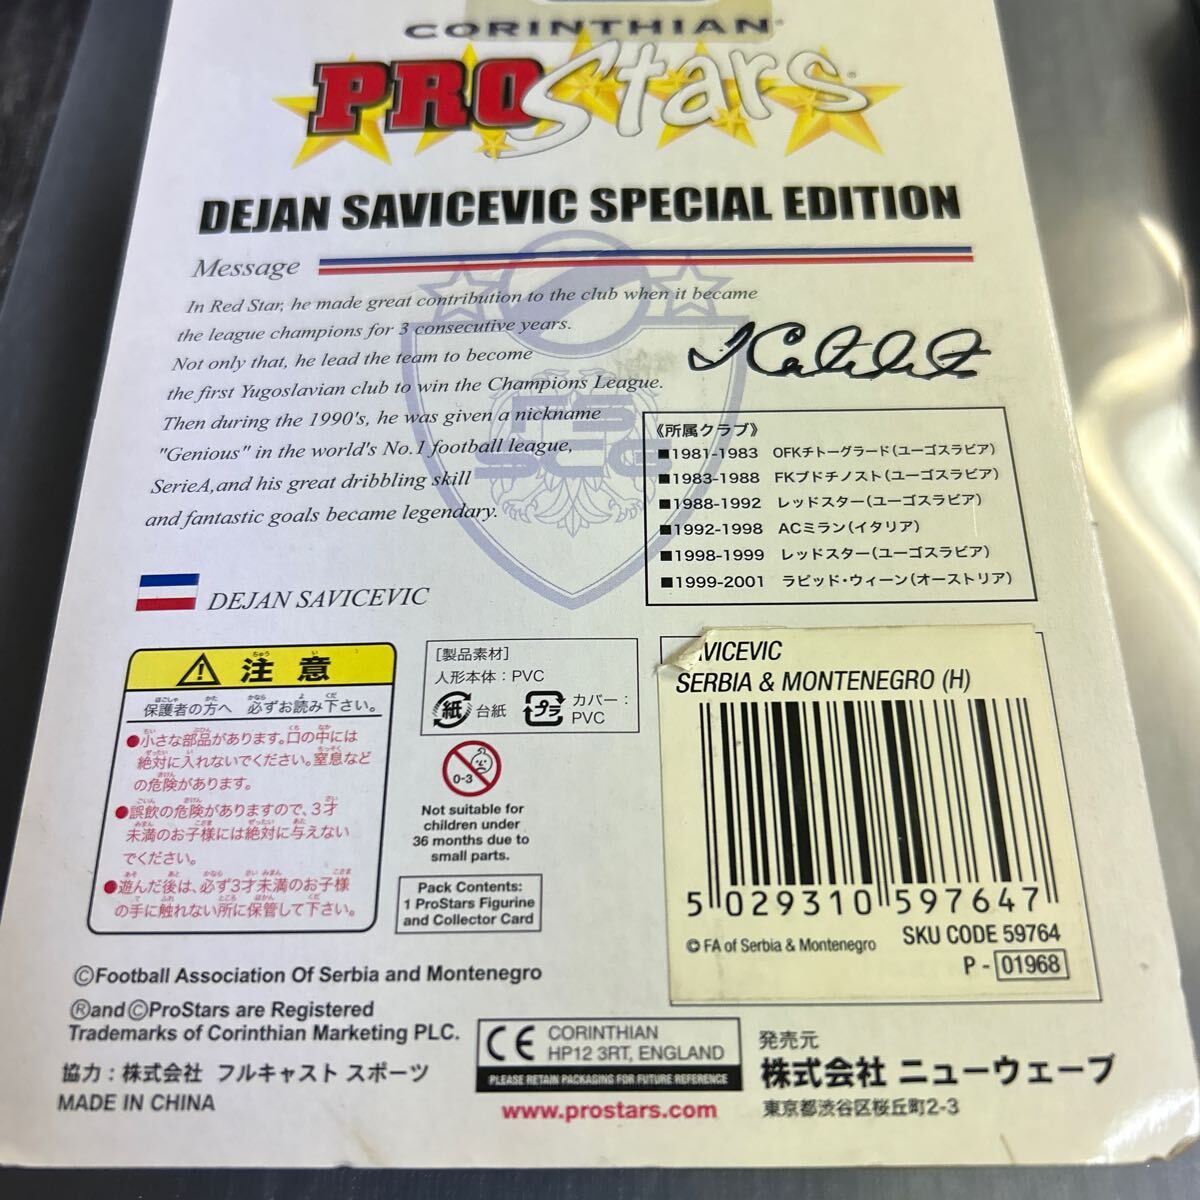 CORINTHIAN
PRO Stars
DEJAN SAVICEVIC SPECIAL EDITION
Message
In Red Star, he made great contribution to the club when it became
the league champions for 3 consecutive years.
Not only that, he lead the team to become
the first Yugoslavian club to win the Champions League.
Then during the 1990's, he was given a nickname
"Genious" in the world's No.1 football league,
SerieA,and his great dribbling skill
and fantastic goals became legendary.
DEJAN SAVICEVIC
《所属クラブ》
■1981-1983 OFKチトーグラード(ユーゴスラビア)
■1983-1988 FKブドチノスト(ユーゴスラビア)
■1988-1992 レッドスター(ユーゴスラビア)
■1992-1998 ACミラン(イタリア)
■1998-1999 レッドスター(ユーゴスラビア)
■1999-2001 ラピッド・ウィーン(オーストリア)
注意
保護者の方へ 必ずお読み下さい。
●小さな部品があります。口の中には
絶対に入れないでください。窒息など
の危険があります。
●誤飲の危険がありますので、3才
未満のお子様には絶対に与えない
でください。
●遊んだ後は、必ず3才未満のお子様
の手に触れない所に保管して下さい。
[製品素材]
人形本体:PVC
紙 台紙
プラ カバー:
PVC
0-3
Not suitable for
children under
36 months due to
small parts.
Pack Contents:
1 ProStars Figurine
and Collector Card
VICEVIC
SERBIA & MONTENEGRO (H)
5 029310 597647
© FA of Serbia & Montenegro
SKU CODE 59764
P - 01968
©Football Association Of Serbia and Montenegro
®and©ProStars are Registered
Trademarks of Corinthian Marketing PLC.
協力:株式会社 フルキャスト スポーツ
MADE IN CHINA
CE CORINTHIAN
HP12 3RT, ENGLAND
PLEASE RETAIN PACKAGING FOR FUTURE REFERENCE
www.prostars.com
発売元
株式会社 ニューウェーブ
東京都渋谷区桜丘町2-3